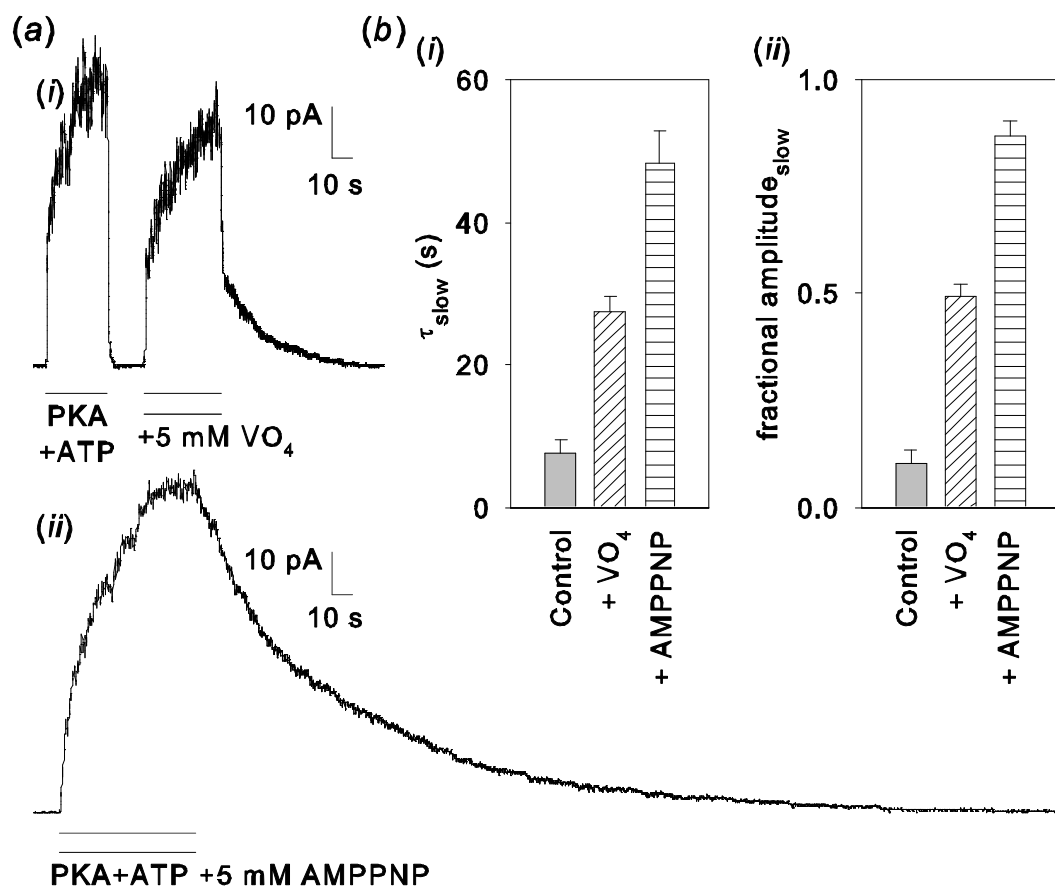 (a)
(i)
10 pA
10 s
PKA
+ATP
+5 mM VO₄
(ii)
10 pA
10 s
PKA+ATP +5 mM AMPPNP
(b)
(i)
60
40
20
0
τslow (s)
Control
+ VO₄
+ AMPPNP
(ii)
1.0
0.5
0.0
fractional amplitudeslow
Control
+ VO₄
+ AMPPNP